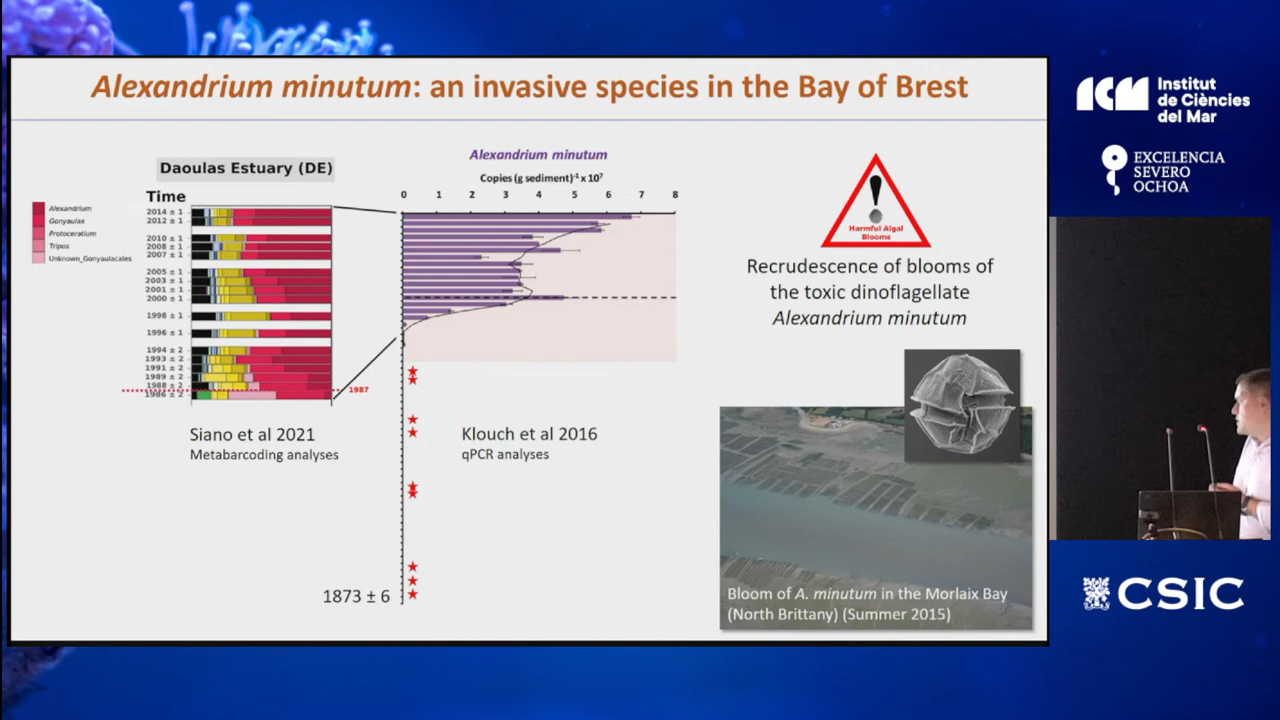 Alexandrium minutum: an invasive species in the Bay of Brest
Daoulas Estuary (DE)
Time
Alexandrium
Gonyaulax
Protoceratium
Tripos
Unknown_Gonyaulacales
2014 ± 1
2012 ± 1
2010 ± 1
2008 ± 1
2007 ± 1
2005 ± 1
2003 ± 1
2001 ± 1
2000 ± 1
1998 ± 1
1996 ± 1
1994 ± 2
1993 ± 2
1991 ± 2
1989 ± 2
1988 ± 2
1986 ± 2
1987
Siano et al 2021
Metabarcoding analyses
Alexandrium minutum
Copies (g sediment)-1 x 107
0 1 2 3 4 5 6 7 8
Klouch et al 2016
qPCR analyses
1873 ± 6
Harmful Algal
Blooms
Recrudescence of blooms of
the toxic dinoflagellate
Alexandrium minutum
Bloom of A. minutum in the Morlaix Bay
(North Brittany) (Summer 2015)
ICM
Institut
de Ciències
del Mar
EXCELENCIA
SEVERO
OCHOA
CSIC